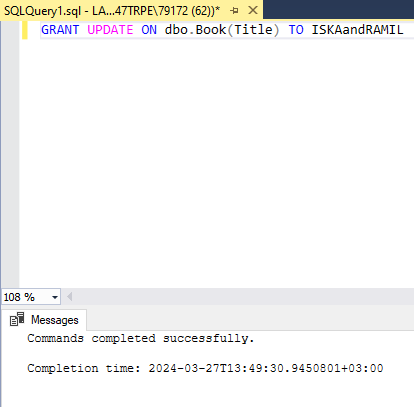 SQLQuery1.sql - LA...47TRPE\79172 (62))*
GRANT UPDATE ON dbo.Book(Title) TO ISKAandRAMIL
108 %
Messages
Commands completed successfully.
Completion time: 2024-03-27T13:49:30.9450801+03:00